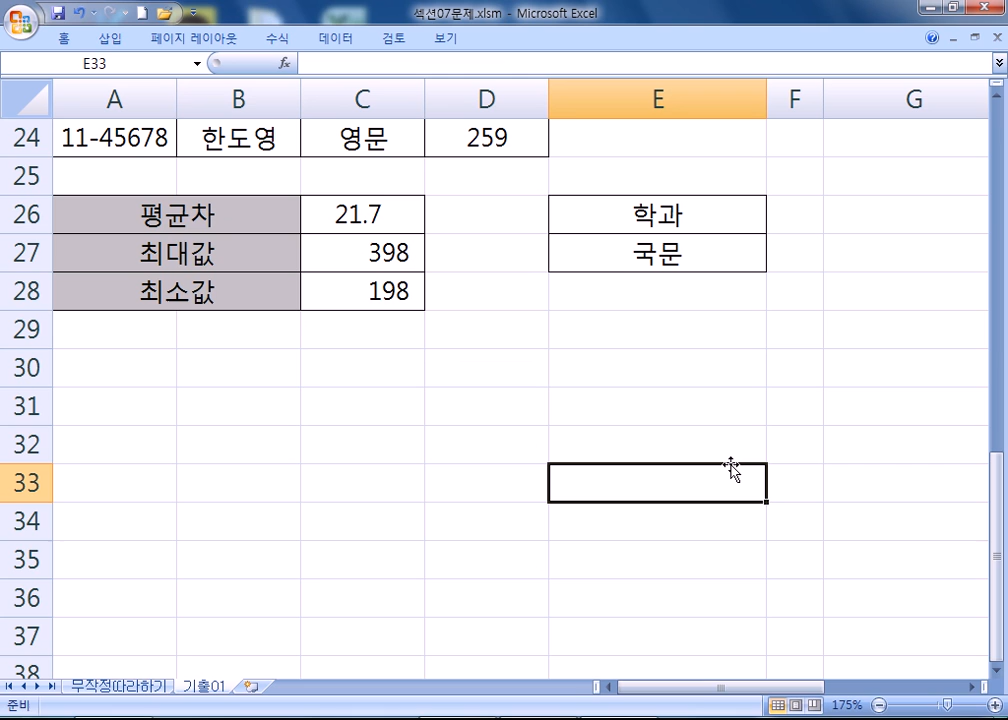 섹션07문제.xlsm - Microsoft Excel
홈 삽입 페이지 레이아웃 수식 데이터 검토 보기
E33 fx
A B C D E F G
24 11-45678 한도영 영문 259
25
26 평균차 21.7 학과
27 최대값 398 국문
28 최소값 198
29
30
31
32
33
34
35
36
37
38
무작정따라하기 기출01
준비 175%